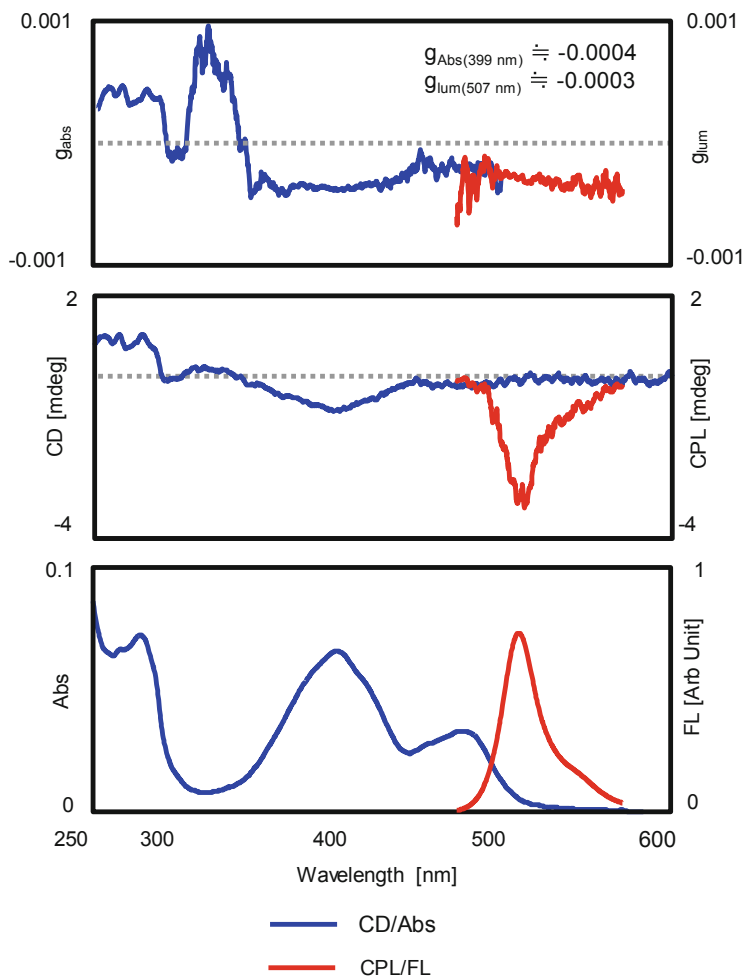 0.001
0.001
gAbs(399 nm) ≒ -0.0004
glum(507 nm) ≒ -0.0003
gabs
glum
-0.001
-0.001
2
2
CD [mdeg]
CPL [mdeg]
-4
-4
0.1
1
Abs
FL [Arb Unit]
0
0
250 300 400 500 600
Wavelength [nm]
CD/Abs
CPL/FL